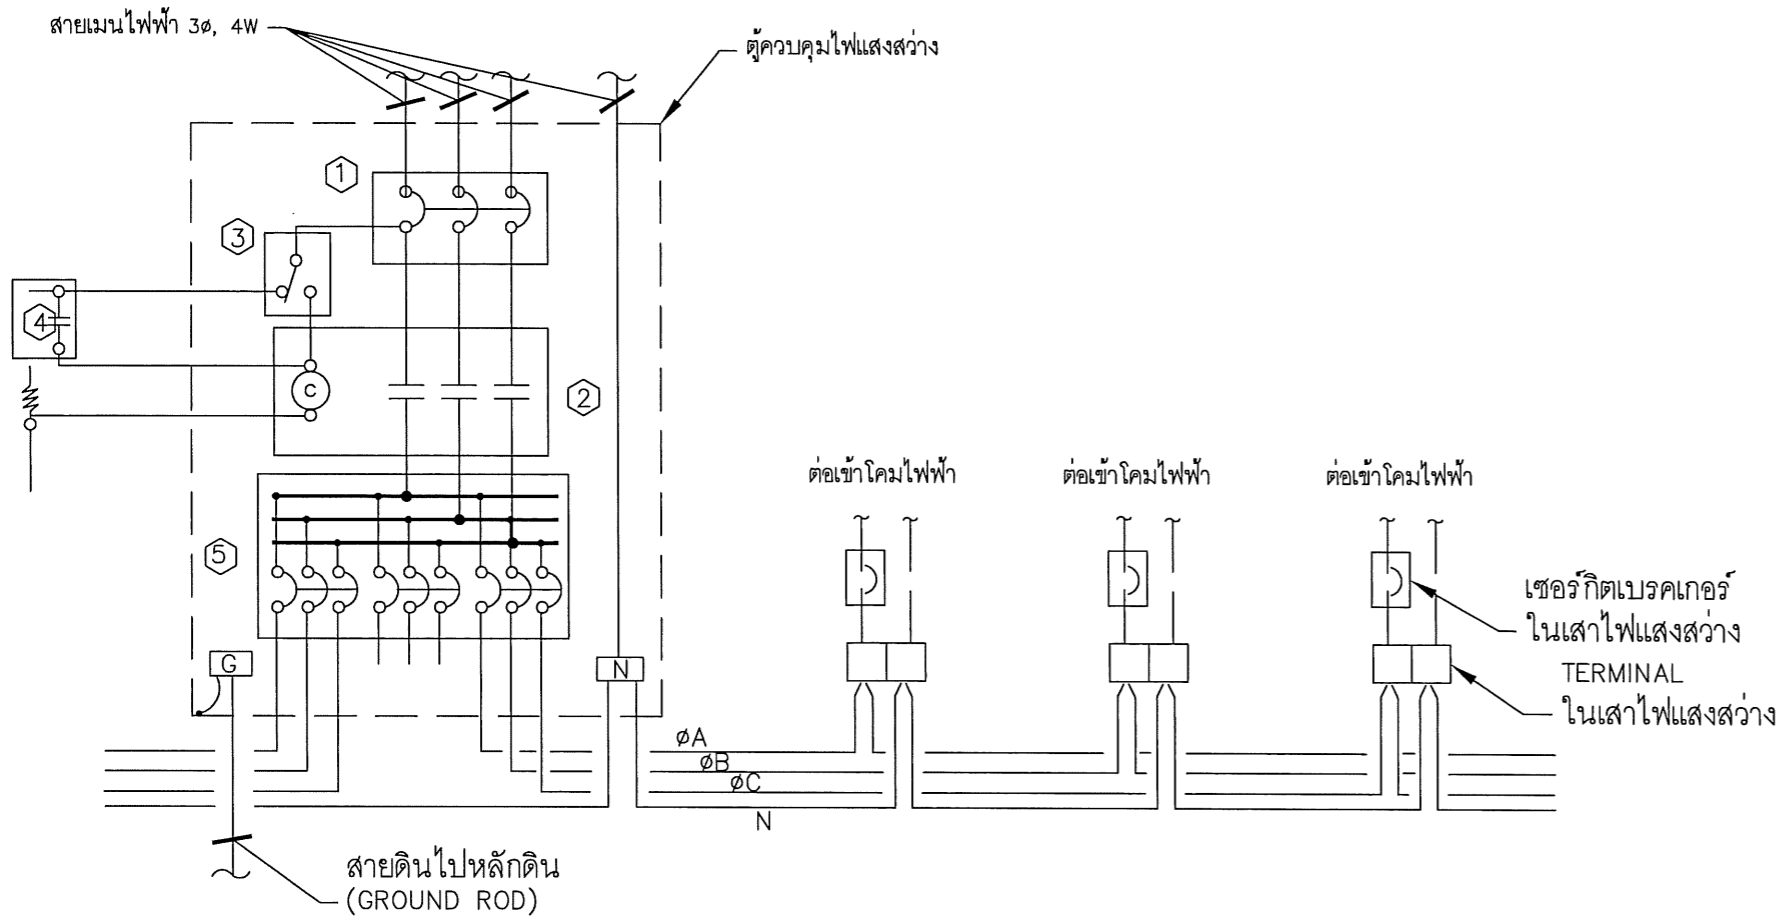 สายเมนไฟฟ้า 3ø, 4W
ตู้ควบคุมไฟแสงสว่าง
1
3
4
C
2
ต่อเข้าโคมไฟฟ้า
ต่อเข้าโคมไฟฟ้า
ต่อเข้าโคมไฟฟ้า
5
เซอร์กิตเบรคเกอร์
ในเสาไฟแสงสว่าง
G
N
TERMINAL
ในเสาไฟแสงสว่าง
øA
øB
øC
N
สายดินไปหลักดิน
(GROUND ROD)